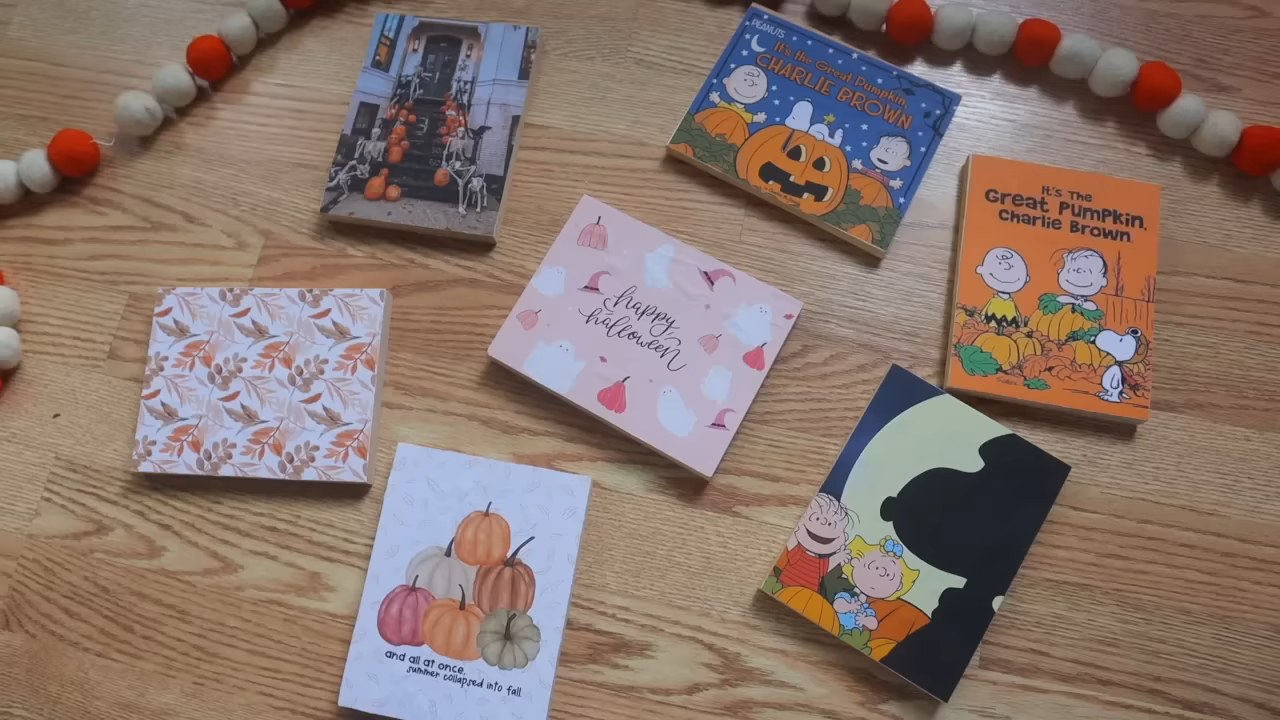 PEANUTS
It's the Great Pumpkin,
CHARLIE BROWN
It's The
Great Pumpkin,
Charlie Brown
happy
halloween
and all at once,
summer collapsed into fall.